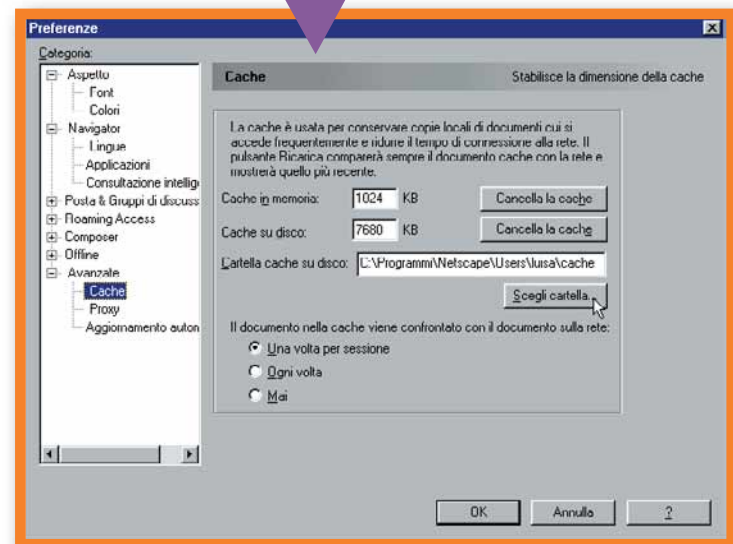 Preferenze
Categoria:
Aspetto
Font
Colori
Navigator
Lingue
Applicazioni
Consultazione intellig
Posta & Gruppi di discuss
Roaming Access
Composer
Offline
Avanzate
Cache
Proxy
Aggiornamento auton
Cache
Stabilisce la dimensione della cache
La cache è usata per conservare copie locali di documenti cui si
accede frequentemente e ridurre il tempo di connessione alla rete. Il
pulsante Ricarica comparerà sempre il documento cache con la rete e
mostrerà quello più recente.
Cache in memoria: 1024 KB Cancella la cache
Cache su disco: 7680 KB Cancella la cache
Cartella cache su disco: C:\Programmi\Netscape\Users\luisa\cache
Scegli cartella...
Il documento nella cache viene confrontato con il documento sulla rete:
Una volta per sessione
Ogni volta
Mai
OK Annulla ?